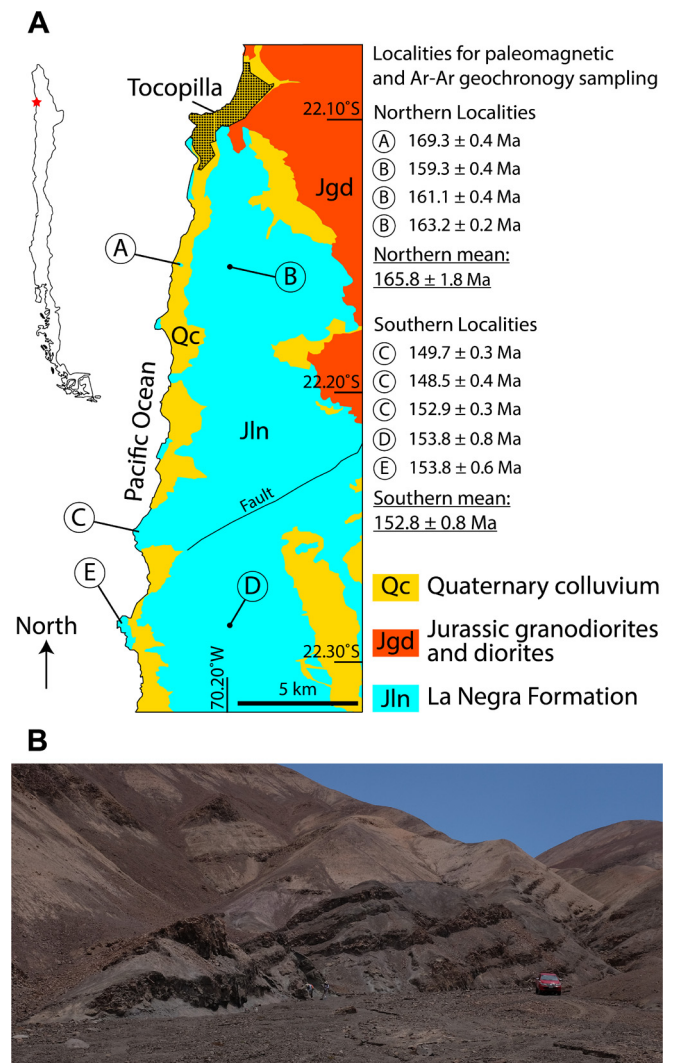 A
Localities for paleomagnetic
and Ar-Ar geochronogy sampling
Tocopilla
22.10°S
Northern Localities
A 169.3 ± 0.4 Ma
B 159.3 ± 0.4 Ma
B 161.1 ± 0.4 Ma
B 163.2 ± 0.2 Ma
Northern mean:
165.8 ± 1.8 Ma
Jgd
A
B
Qc
Southern Localities
C 149.7 ± 0.3 Ma
C 148.5 ± 0.4 Ma
C 152.9 ± 0.3 Ma
D 153.8 ± 0.8 Ma
E 153.8 ± 0.6 Ma
Southern mean:
152.8 ± 0.8 Ma
22.20°S
Pacific Ocean
Jln
Fault
C
E
D
North
22.30°S
70.20°W
5 km
Qc Quaternary colluvium
Jgd Jurassic granodiorites
and diorites
Jln La Negra Formation
B